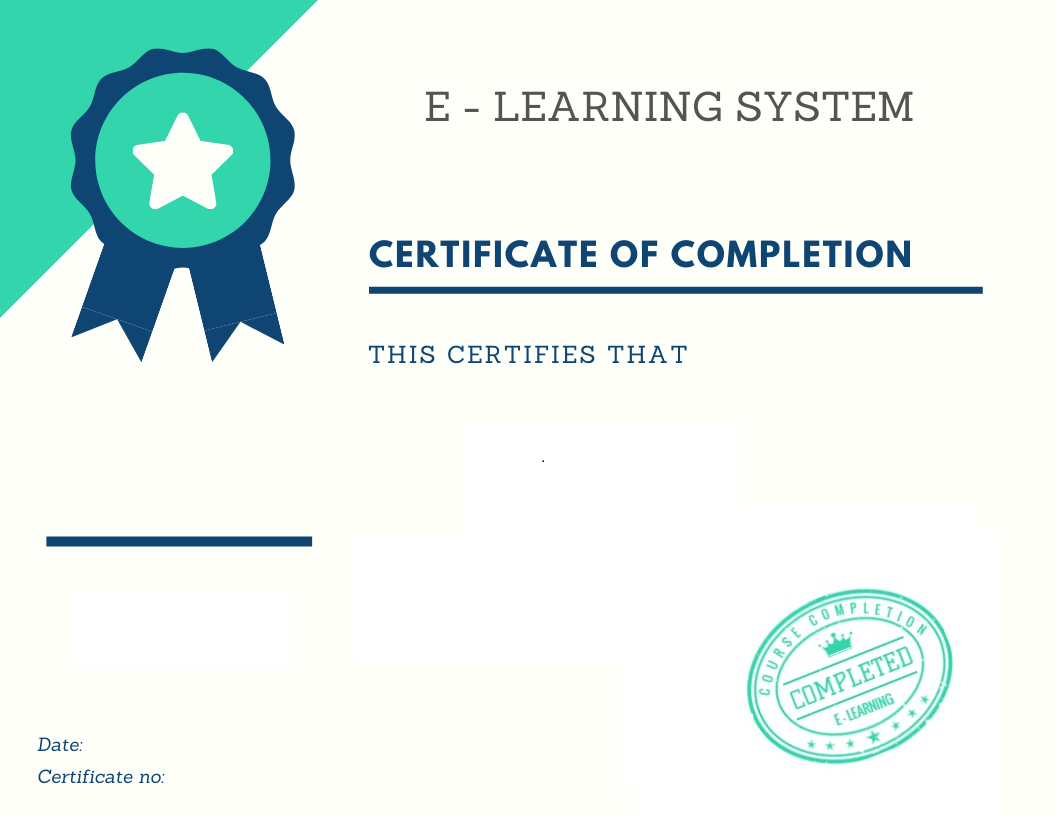 E - LEARNING SYSTEM
CERTIFICATE OF COMPLETION
THIS CERTIFIES THAT
.
COURSE COMPLETION
COMPLETED
E-LEARNING
Date:
Certificate no: